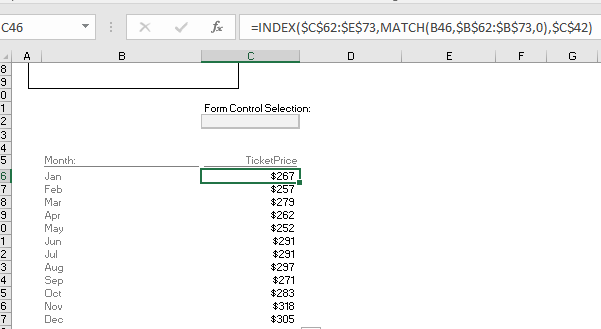 C46 fx =INDEX($C$62:$E$73,MATCH(B46,$B$62:$B$73,0),$C$42)
A B C D E F G
8
9
0
1 Form Control Selection:
2
3
4
5 Month: TicketPrice
6 Jan $267
7 Feb $257
8 Mar $279
9 Apr $262
0 May $252
1 Jun $291
2 Jul $291
3 Aug $297
4 Sep $271
5 Oct $283
6 Nov $318
7 Dec $305